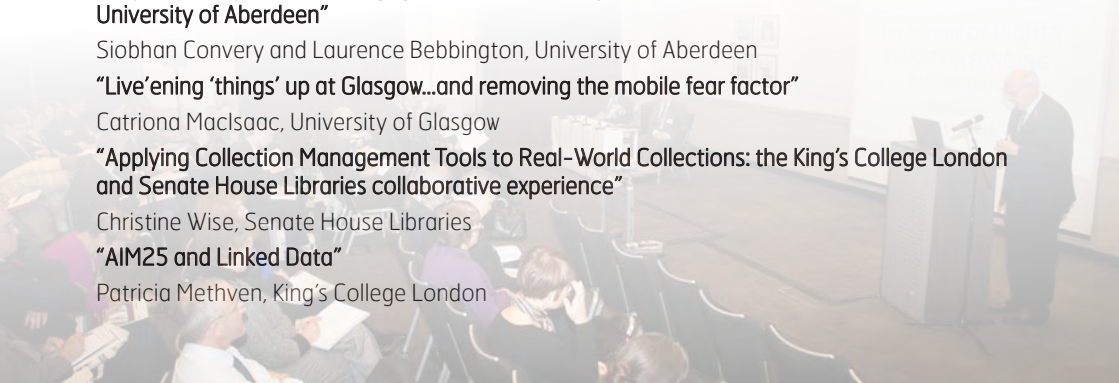 University of Aberdeen”
Siobhan Convery and Laurence Bebbington, University of Aberdeen
“Live’ening ‘things’ up at Glasgow...and removing the mobile fear factor”
Catriona MacIsaac, University of Glasgow
“Applying Collection Management Tools to Real-World Collections: the King’s College London
and Senate House Libraries collaborative experience”
Christine Wise, Senate House Libraries
“AIM25 and Linked Data”
Patricia Methven, King’s College London